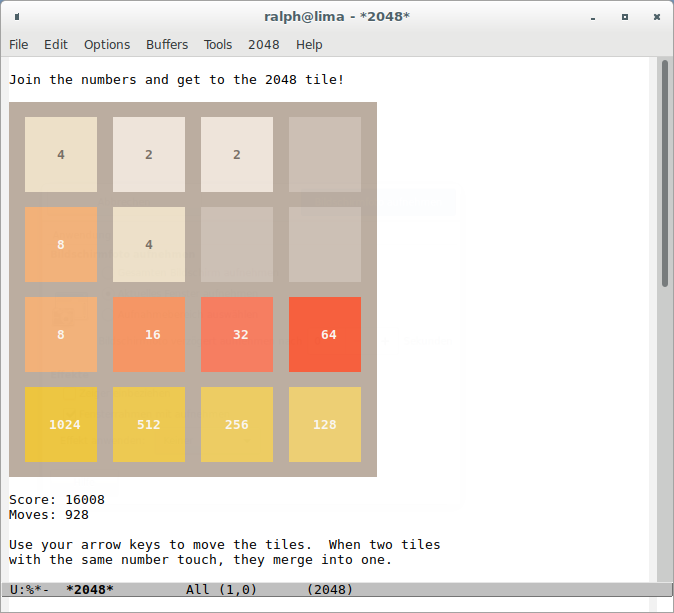 ralph@lima - *2048*
File Edit Options Buffers Tools 2048 Help
Join the numbers and get to the 2048 tile!
4 2 2
8 4
8 16 32 64
1024 512 256 128
Score: 16008
Moves: 928
Use your arrow keys to move the tiles.  When two tiles
with the same number touch, they merge into one.
U:%*-  *2048*         All (1,0)      (2048)